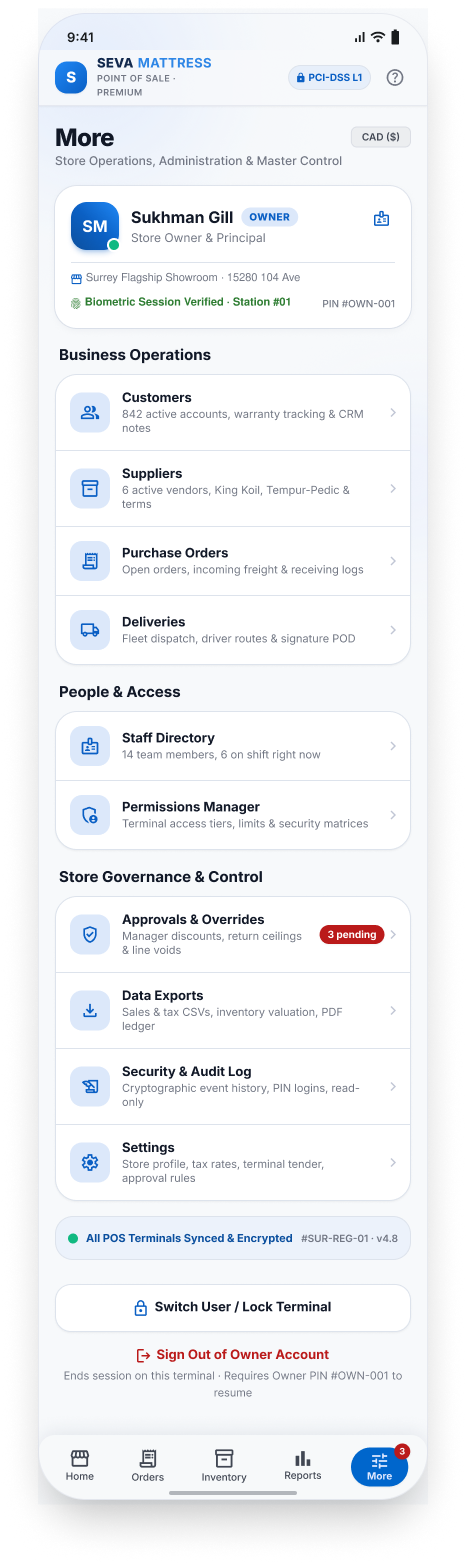 9:41
S
SEVA MATTRESS
POINT OF SALE ·
PREMIUM
PCI-DSS L1
More
CAD ($)
Store Operations, Administration & Master Control
SM
Sukhman Gill
OWNER
Store Owner & Principal
Surrey Flagship Showroom · 15280 104 Ave
Biometric Session Verified · Station #01
PIN #OWN-001
Business Operations
Customers
842 active accounts, warranty tracking & CRM
notes
Suppliers
6 active vendors, King Koil, Tempur-Pedic &
terms
Purchase Orders
Open orders, incoming freight & receiving logs
Deliveries
Fleet dispatch, driver routes & signature POD
People & Access
Staff Directory
14 team members, 6 on shift right now
Permissions Manager
Terminal access tiers, limits & security matrices
Store Governance & Control
Approvals & Overrides
Manager discounts, return ceilings
& line voids
3 pending
Data Exports
Sales & tax CSVs, inventory valuation, PDF
ledger
Security & Audit Log
Cryptographic event history, PIN logins, read-
only
Settings
Store profile, tax rates, terminal tender,
approval rules
All POS Terminals Synced & Encrypted
#SUR-REG-01 · v4.8
Switch User / Lock Terminal
Sign Out of Owner Account
Ends session on this terminal · Requires Owner PIN #OWN-001 to
resume
Home
Orders
Inventory
Reports
More
3